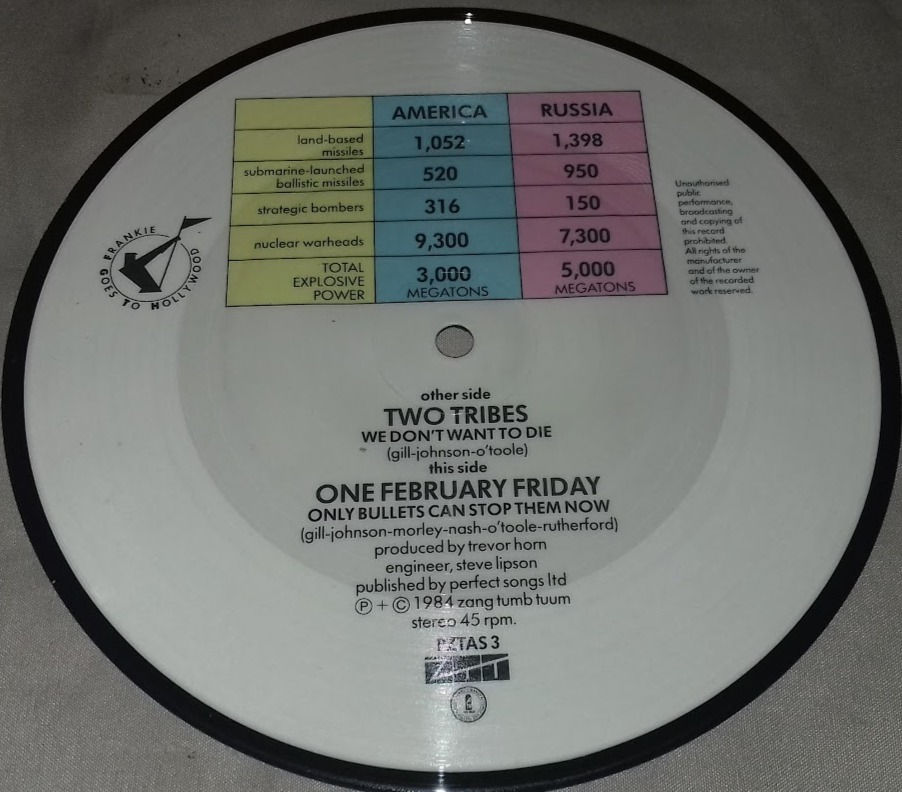 AMERICA RUSSIA
land-based missiles 1,052 1,398
submarine-launched ballistic missiles 520 950
strategic bombers 316 150
nuclear warheads 9,300 7,300
TOTAL EXPLOSIVE POWER 3,000 MEGATONS 5,000 MEGATONS
FRANKIE GOES TO HOLLYWOOD
Unauthorised
public
performance,
broadcasting
and copying of
this record
prohibited.
All rights of the
manufacturer
and of the owner
of the recorded
work reserved.
other side
TWO TRIBES
WE DON'T WANT TO DIE
(gill-johnson-o'toole)
this side
ONE FEBRUARY FRIDAY
ONLY BULLETS CAN STOP THEM NOW
(gill-johnson-morley-nash-o'toole-rutherford)
produced by trevor horn
engineer, steve lipson
published by perfect songs ltd
Ⓟ + © 1984 zang tumb tuum
stereo 45 rpm.
PZTAS 3
ZTT